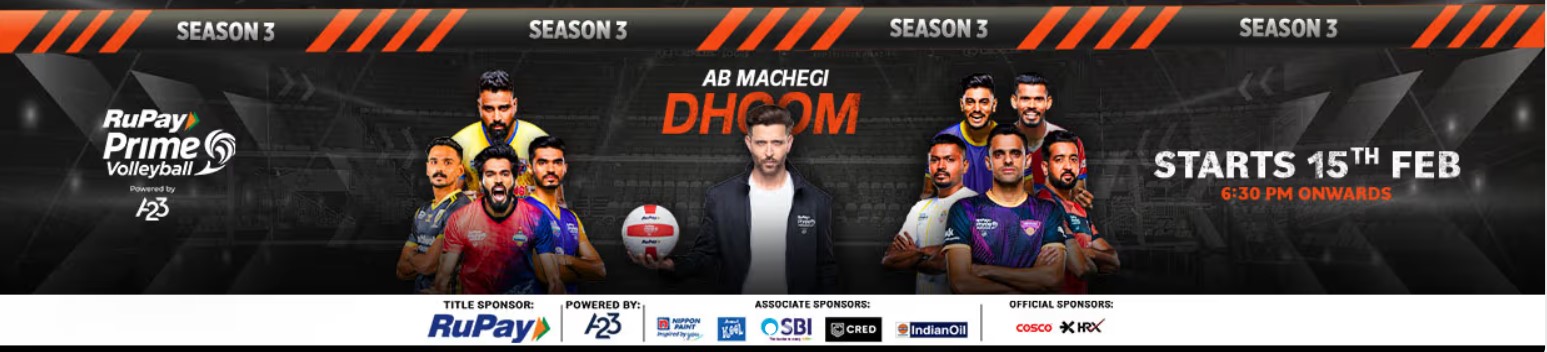 SEASON 3
SEASON 3
SEASON 3
SEASON 3
RuPay
Prime
Volleyball
Powered by
A23
AB MACHEGI
DHOOM
STARTS 15TH FEB
6:30 PM ONWARDS
TITLE SPONSOR:
RuPay
POWERED BY:
A23
ASSOCIATE SPONSORS:
NIPPON
PAINT
SBI
CRED
IndianOil
OFFICIAL SPONSORS:
COSCO
HRX